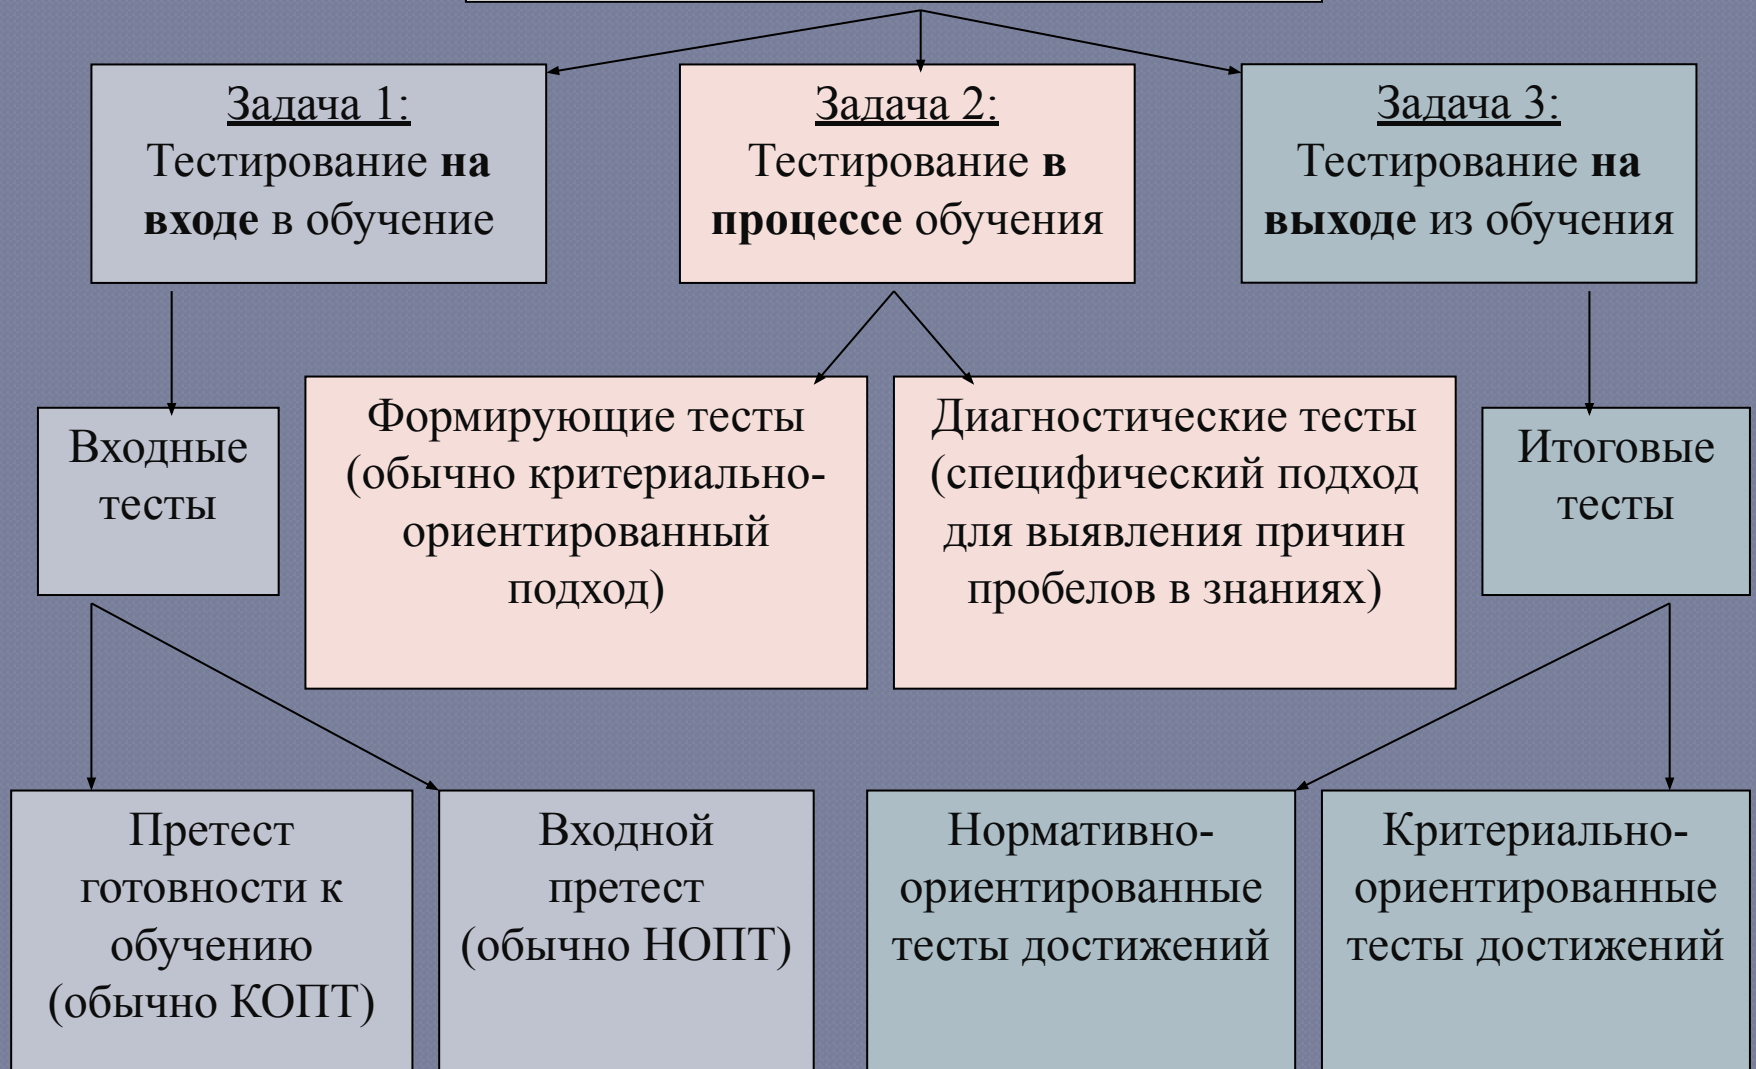 Задача 1:
Тестирование на
входе в обучение
Задача 2:
Тестирование в
процессе обучения
Задача 3:
Тестирование на
выходе из обучения
Входные
тесты
Формирующие тесты
(обычно критериально-
ориентированный
подход)
Диагностические тесты
(специфический подход
для выявления причин
пробелов в знаниях)
Итоговые
тесты
Претест
готовности к
обучению
(обычно КОПТ)
Входной
претест
(обычно НОПТ)
Нормативно-
ориентированные
тесты достижений
Критериально-
ориентированные
тесты достижений